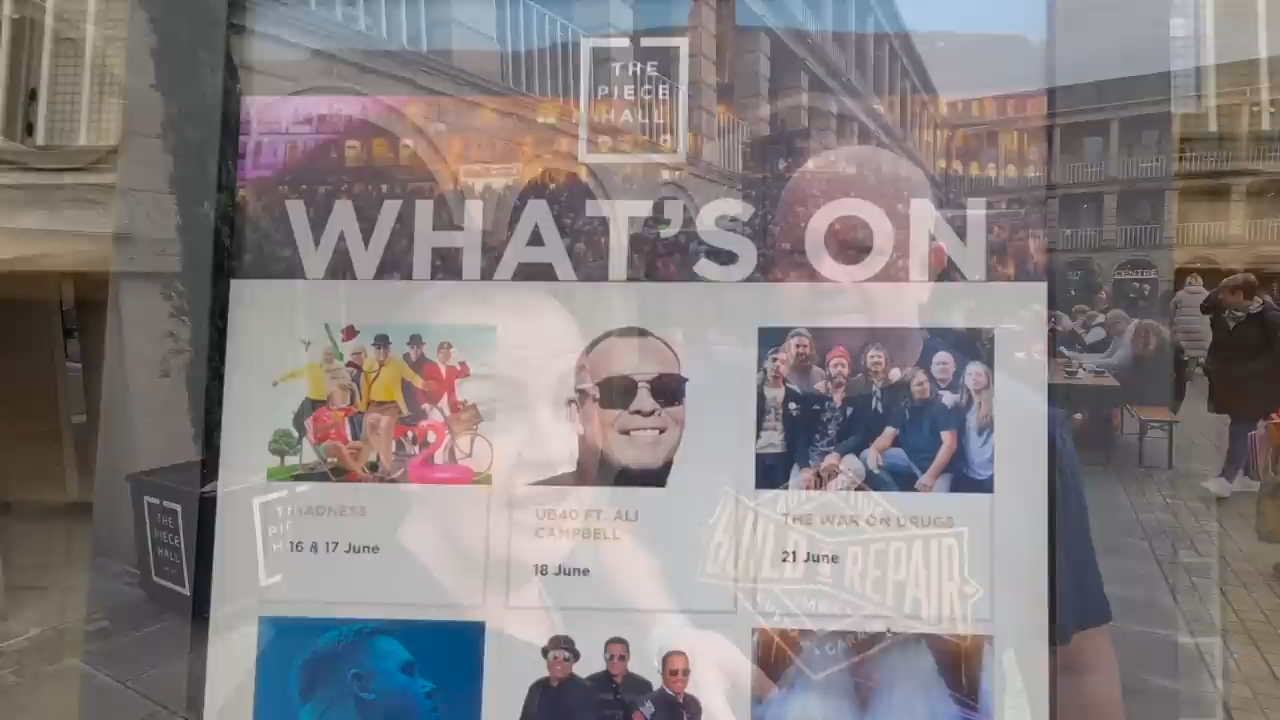 THE
PIECE
HALL
WHAT'S ON
CENTRE
MADNESS
16 & 17 June
UB40 FT. ALI
CAMPBELL
18 June
THE WAR ON DRUGS
21 June
THE
PIECE
HALL
BUILD & REPAIR